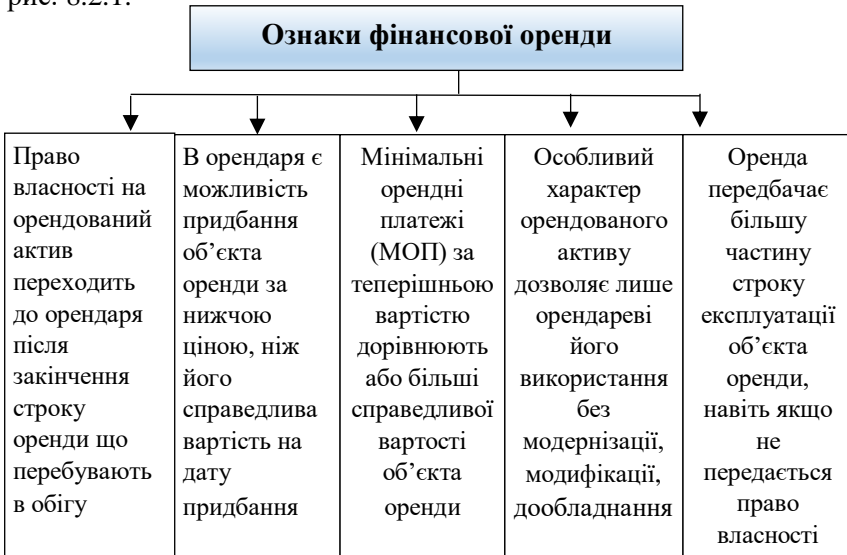 рис. 8.2.1.
Ознаки фінансової оренди
Право
власності на
орендований
актив
переходить
до орендаря
після
закінчення
строку
оренди що
перебувають
в обігу
В орендаря є
можливість
придбання
об’єкта
оренди за
нижчою
ціною, ніж
його
справедлива
вартість на
дату
придбання
Мінімальні
орендні
платежі
(МОП) за
теперішньою
вартістю
дорівнюють
або більші
справедливої
вартості
об’єкта
оренди
Особливий
характер
орендованого
активу
дозволяє лише
орендареві
його
використання
без
модернізації,
модифікації,
дообладнання
Оренда
передбачає
більшу
частину
строку
експлуатації
об’єкта
оренди,
навіть якщо
не
передається
право
власності